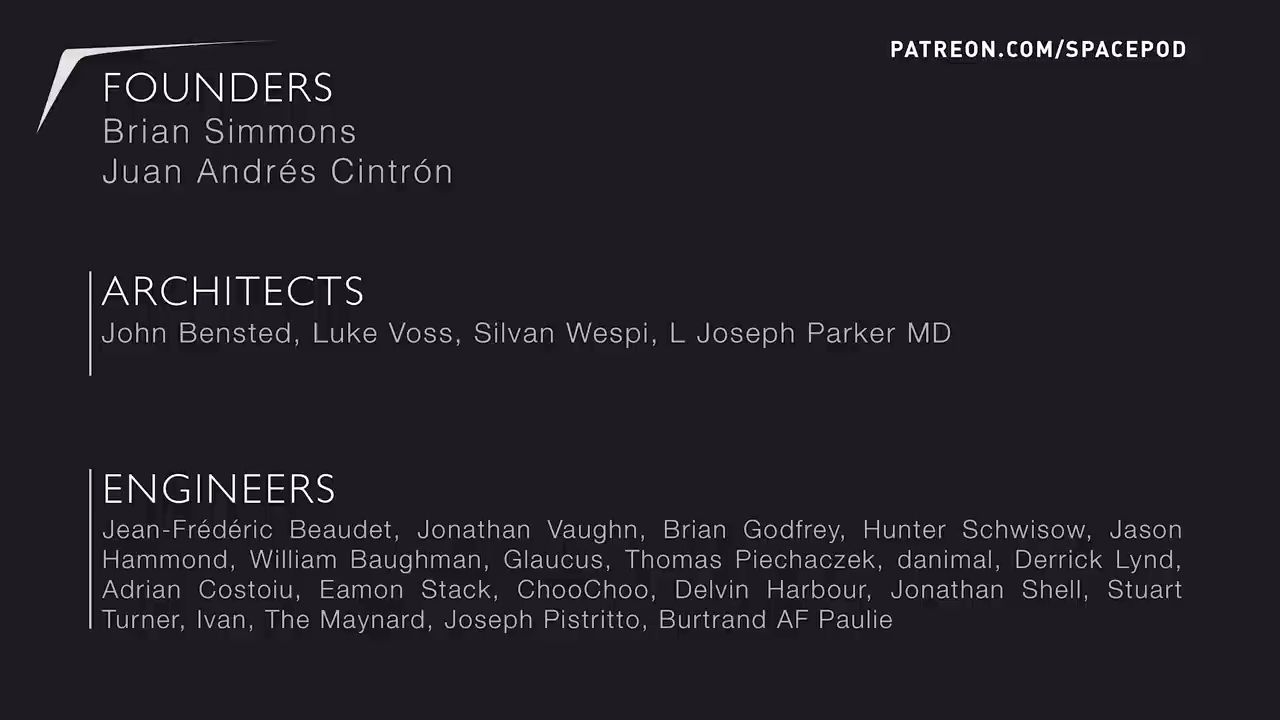 PATREON.COM/SPACEPOD
FOUNDERS
Brian Simmons
Juan Andrés Cintrón
ARCHITECTS
John Bensted, Luke Voss, Silvan Wespi, L Joseph Parker MD
ENGINEERS
Jean-Frédéric Beaudet, Jonathan Vaughn, Brian Godfrey, Hunter Schwisow, Jason
Hammond, William Baughman, Glaucus, Thomas Piechaczek, danimal, Derrick Lynd,
Adrian Costoiu, Eamon Stack, ChooChoo, Delvin Harbour, Jonathan Shell, Stuart
Turner, Ivan, The Maynard, Joseph Pistritto, Burtrand AF Paulie